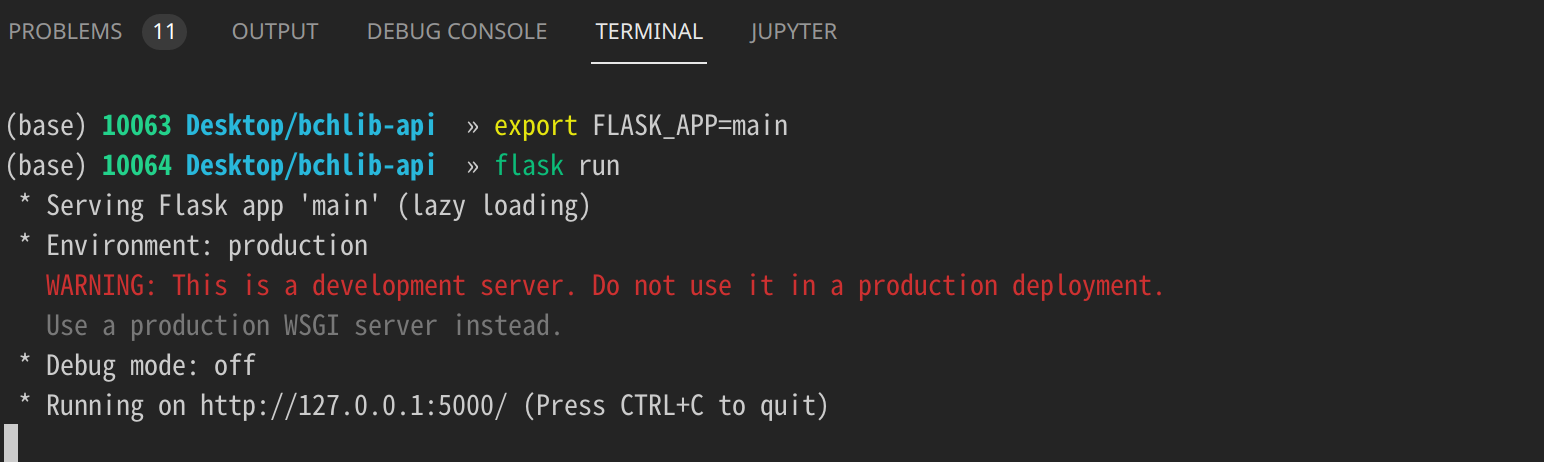 PROBLEMS 11 OUTPUT DEBUG CONSOLE TERMINAL JUPYTER
(base) 10063 Desktop/bchlib-api » export FLASK_APP=main
(base) 10064 Desktop/bchlib-api » flask run
* Serving Flask app 'main' (lazy loading)
* Environment: production
WARNING: This is a development server. Do not use it in a production deployment.
Use a production WSGI server instead.
* Debug mode: off
* Running on http://127.0.0.1:5000/ (Press CTRL+C to quit)